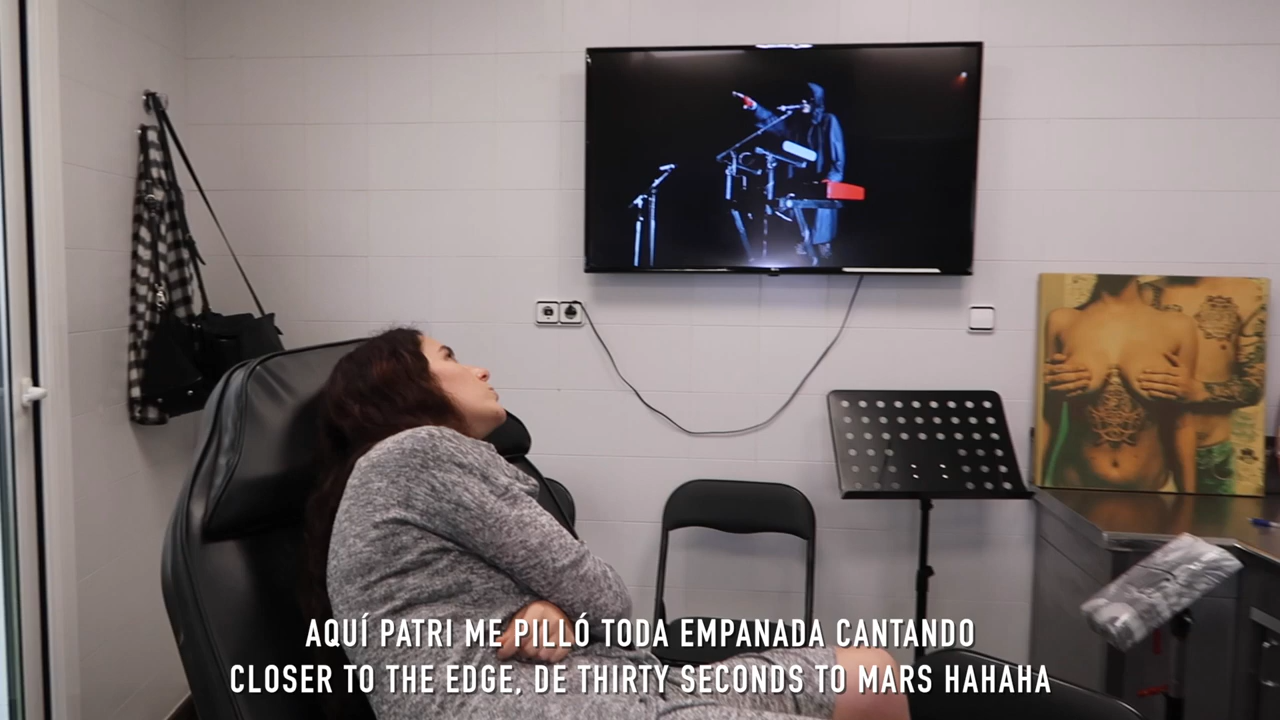 AQUÍ PATRI ME PILLÓ TODA EMPANADA CANTANDO
CLOSER TO THE EDGE, DE THIRTY SECONDS TO MARS HAHAHA